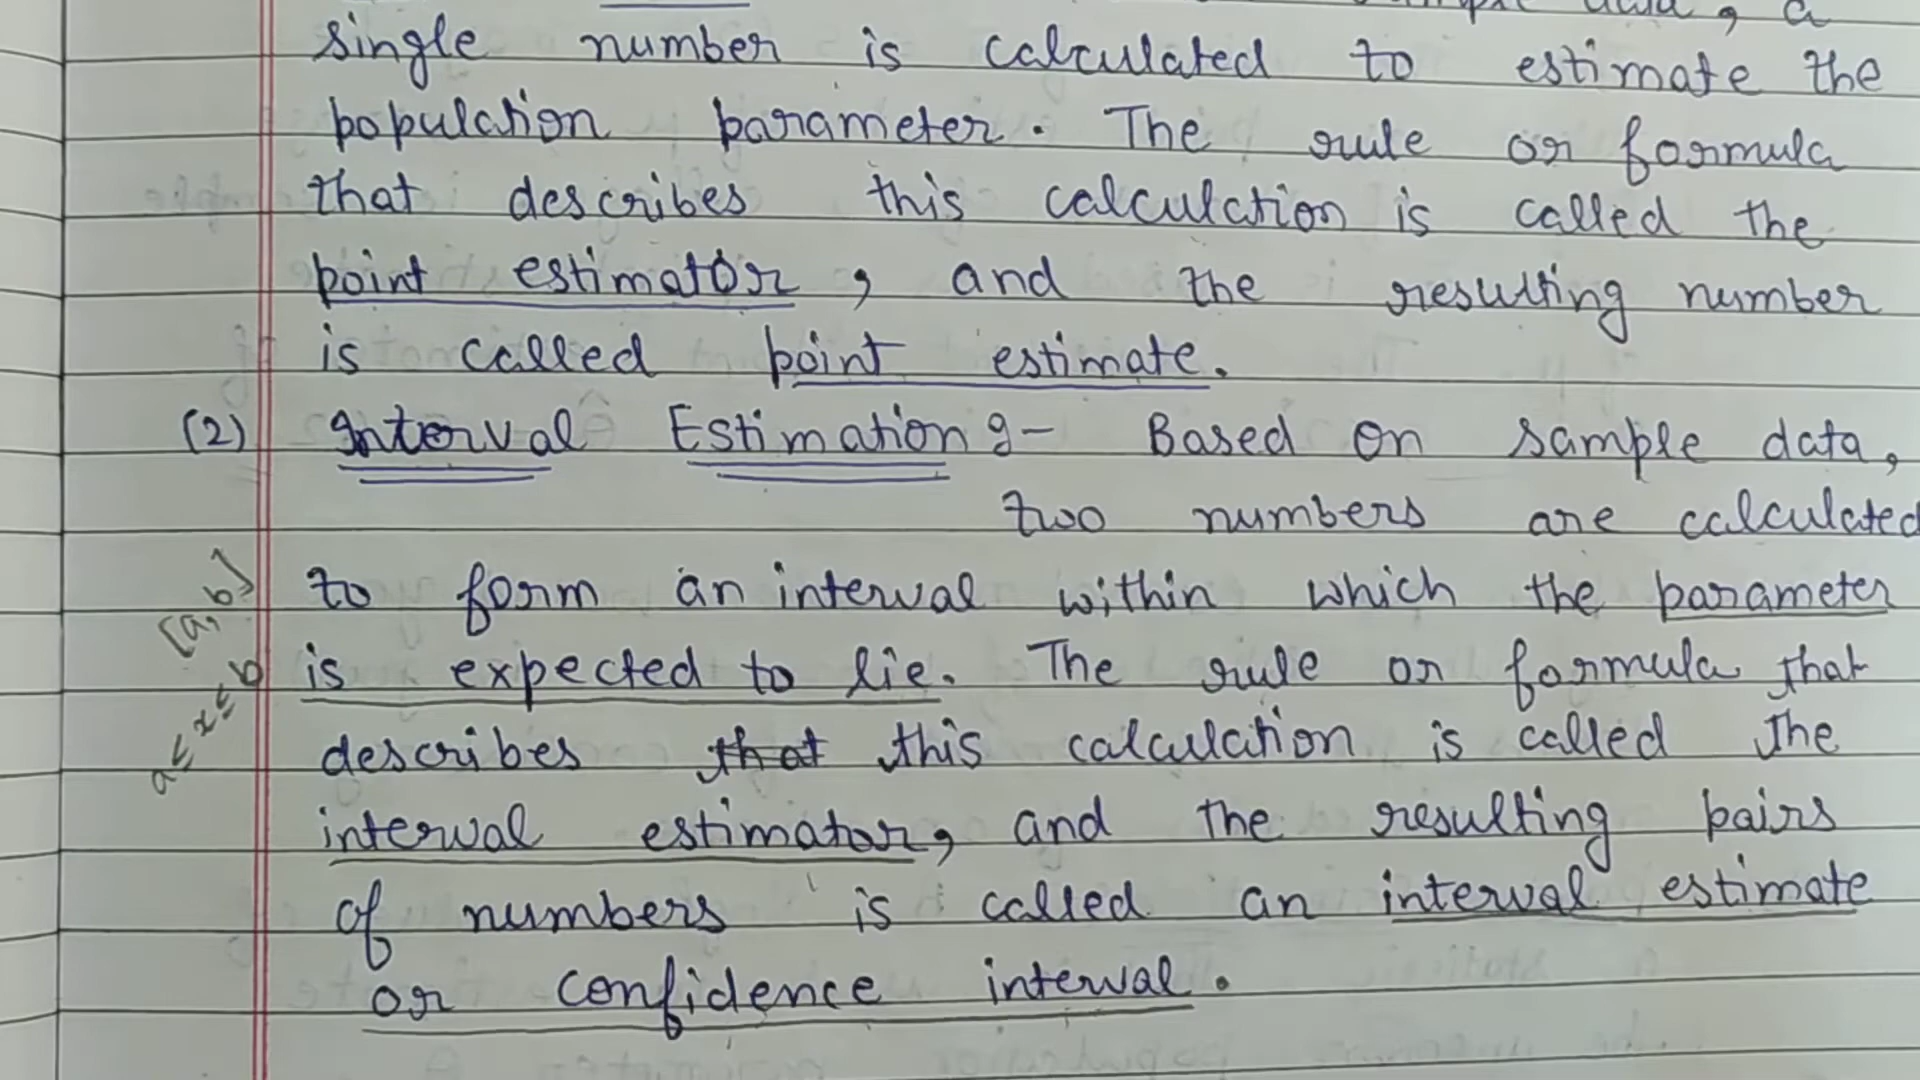 sample data, a
single number is calculated to estimate the
population parameter. The rule or formula
that describes this calculation is called the
point estimator, and the resulting number
is called point estimate.
(2) Interval Estimation :- Based on sample data,
two numbers are calculated
[a, b] to form an interval within which the parameter
a ≤ x ≤ b is expected to lie. The rule or formula that
describes that this calculation is called the
interval estimator, and the resulting pairs
of numbers is called an interval estimate
or confidence interval.